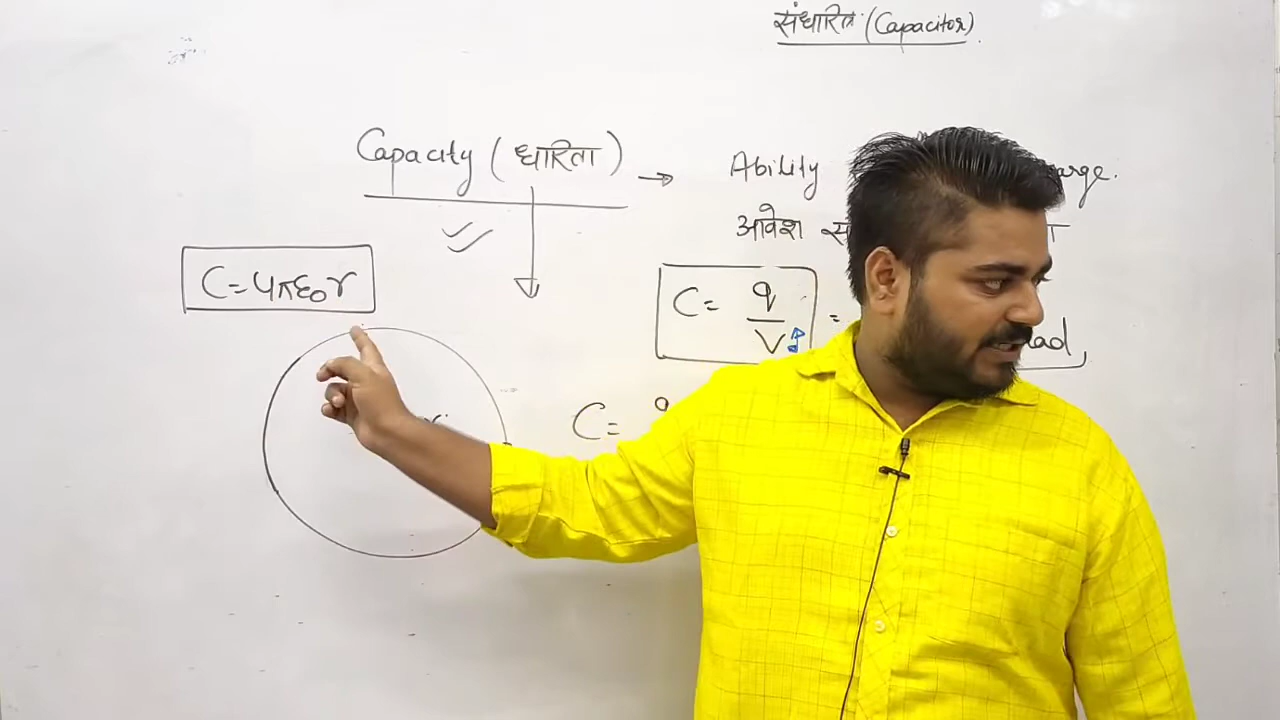 संधारित्र (Capacitor)
Capacity (धारिता) → Ability
आवेश
C = 4πε₀r
C = q/V =
C =
r